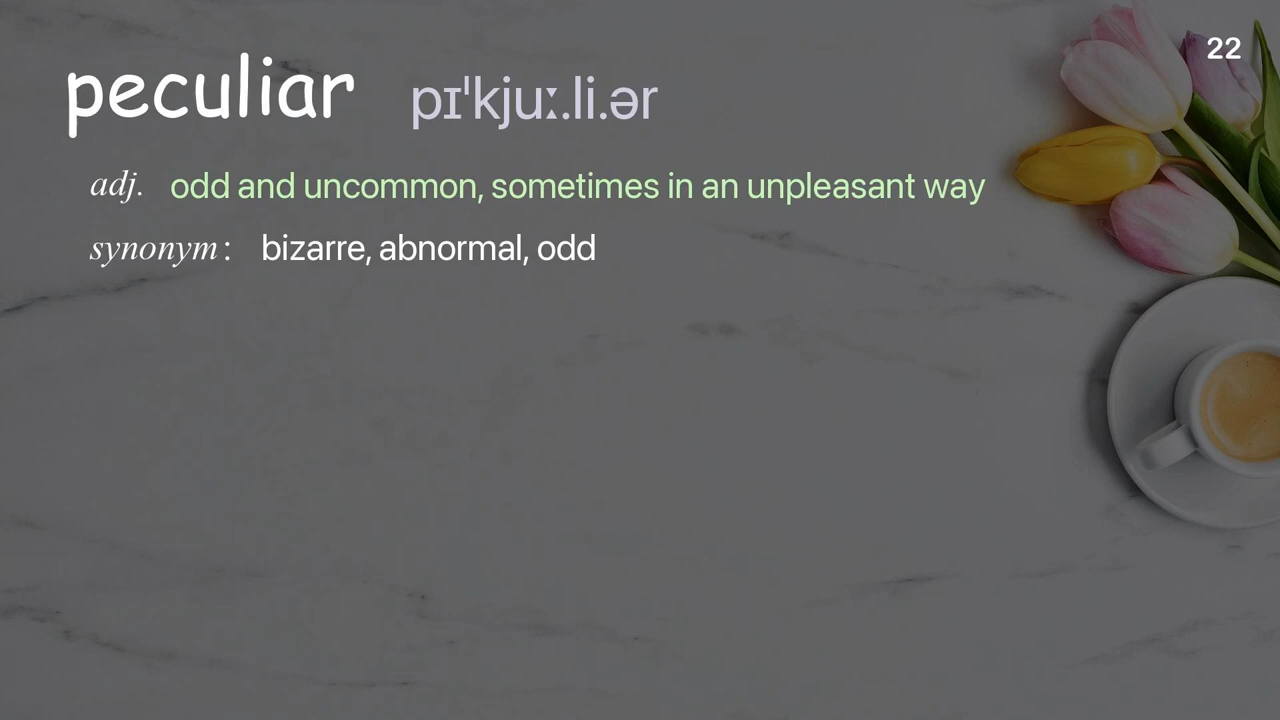 22
peculiar pɪˈkjuː.li.ər
adj. odd and uncommon, sometimes in an unpleasant way
synonym: bizarre, abnormal, odd